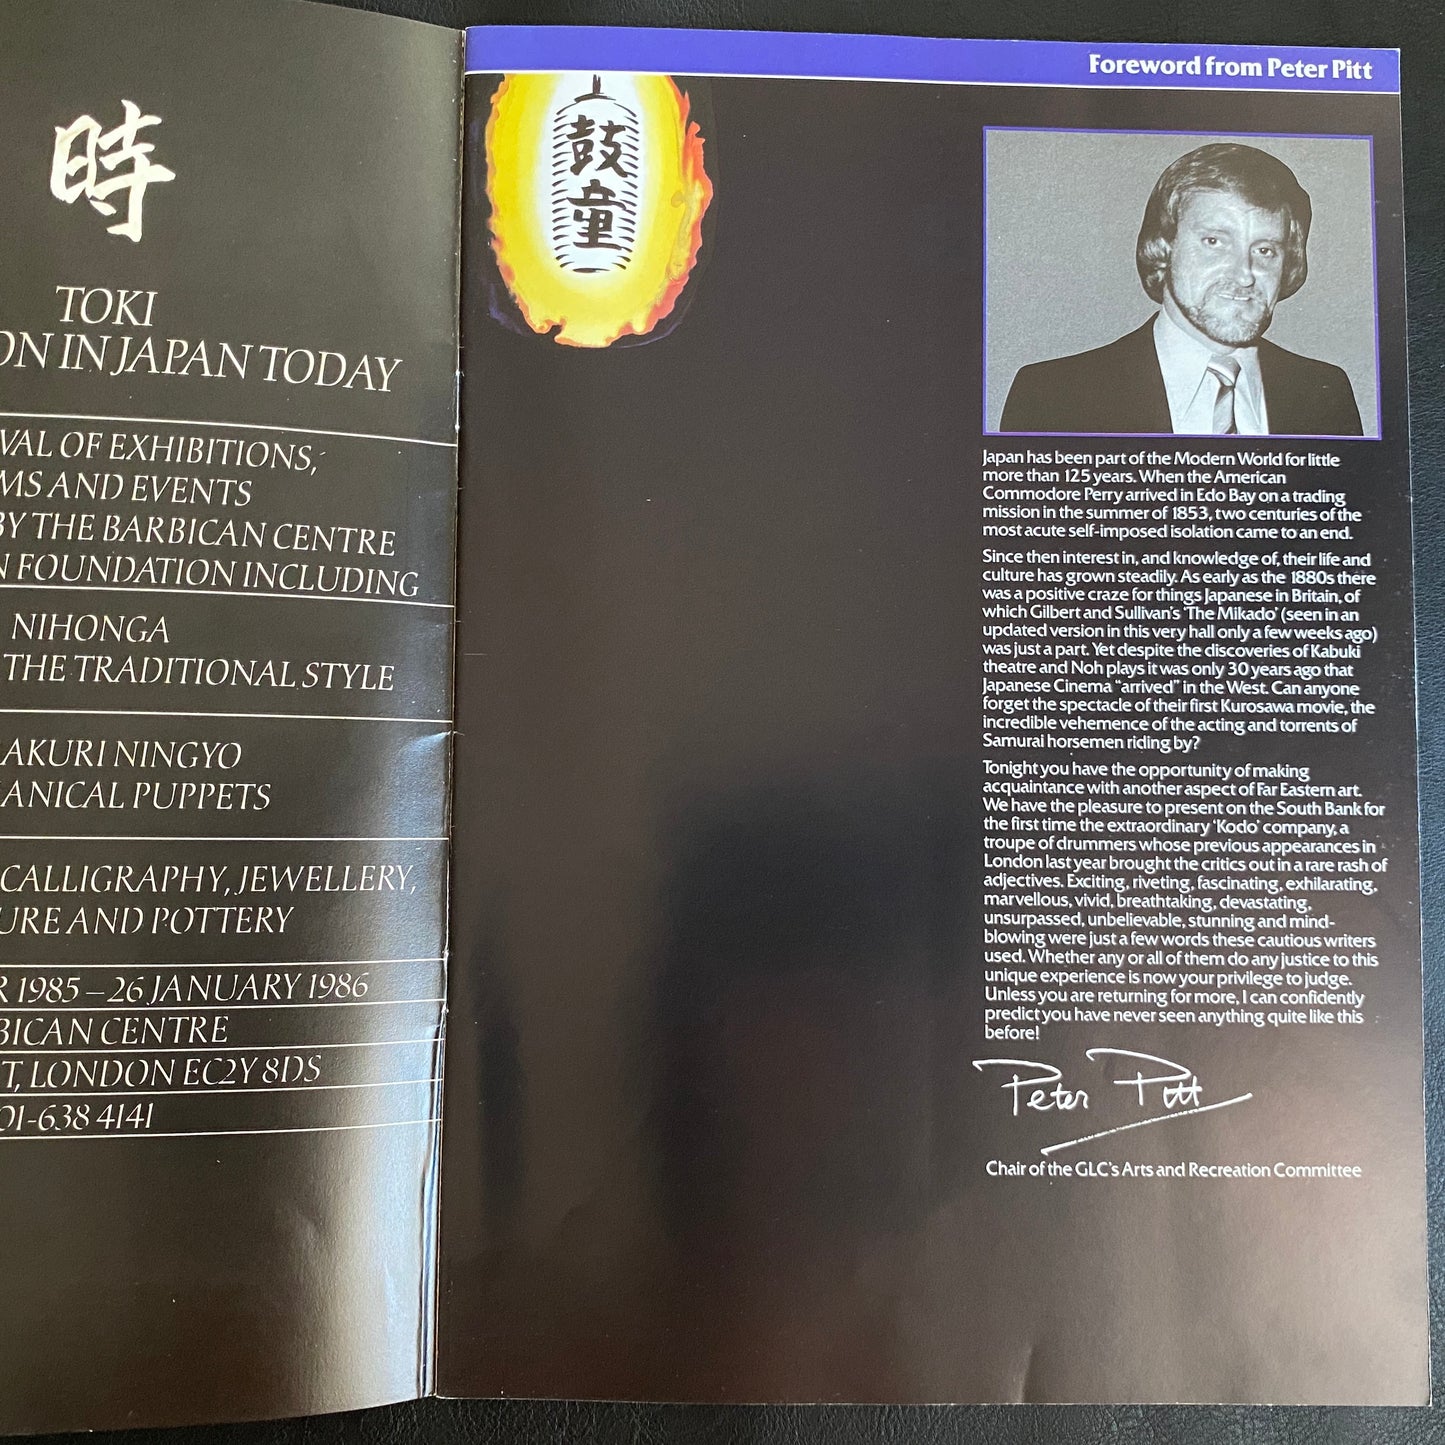 時
TOKI
ON IN JAPAN TODAY
VAL OF EXHIBITIONS,
MS AND EVENTS
BY THE BARBICAN CENTRE
N FOUNDATION INCLUDING
NIHONGA
THE TRADITIONAL STYLE
AKURI NINGYO
ANICAL PUPPETS
CALLIGRAPHY, JEWELLERY,
URE AND POTTERY
R 1985 – 26 JANUARY 1986
BICAN CENTRE
T, LONDON EC2Y 8DS
01-638 4141
Foreword from Peter Pitt
鼓
童
Japan has been part of the Modern World for little
more than 125 years. When the American
Commodore Perry arrived in Edo Bay on a trading
mission in the summer of 1853, two centuries of the
most acute self-imposed isolation came to an end.
Since then interest in, and knowledge of, their life and
culture has grown steadily. As early as the 1880s there
was a positive craze for things Japanese in Britain, of
which Gilbert and Sullivan's 'The Mikado' (seen in an
updated version in this very hall only a few weeks ago)
was just a part. Yet despite the discoveries of Kabuki
theatre and Noh plays it was only 30 years ago that
Japanese Cinema "arrived" in the West. Can anyone
forget the spectacle of their first Kurosawa movie, the
incredible vehemence of the acting and torrents of
Samurai horsemen riding by?
Tonight you have the opportunity of making
acquaintance with another aspect of Far Eastern art.
We have the pleasure to present on the South Bank for
the first time the extraordinary 'Kodo' company, a
troupe of drummers whose previous appearances in
London last year brought the critics out in a rare rash of
adjectives. Exciting, riveting, fascinating, exhilarating,
marvellous, vivid, breathtaking, devastating,
unsurpassed, unbelievable, stunning and mind-
blowing were just a few words these cautious writers
used. Whether any or all of them do any justice to this
unique experience is now your privilege to judge.
Unless you are returning for more, I can confidently
predict you have never seen anything quite like this
before!
Peter Pitt
Chair of the GLC's Arts and Recreation Committee